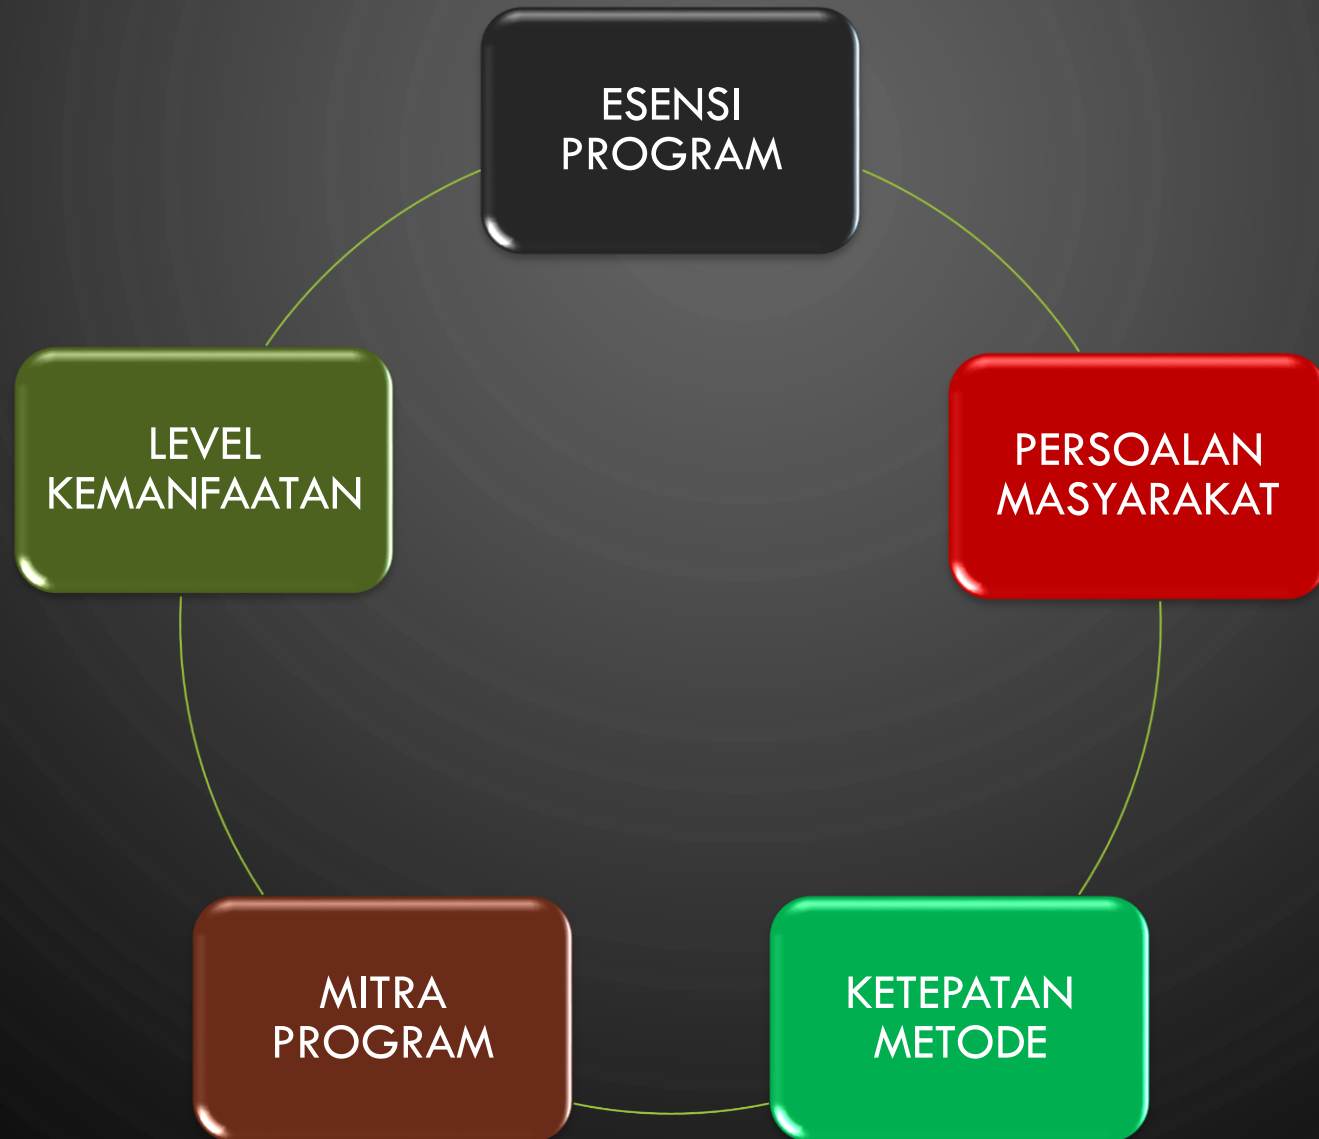 ESENSI
PROGRAM
PERSOALAN
MASYARAKAT
KETEPATAN
METODE
MITRA
PROGRAM
LEVEL
KEMANFAATAN